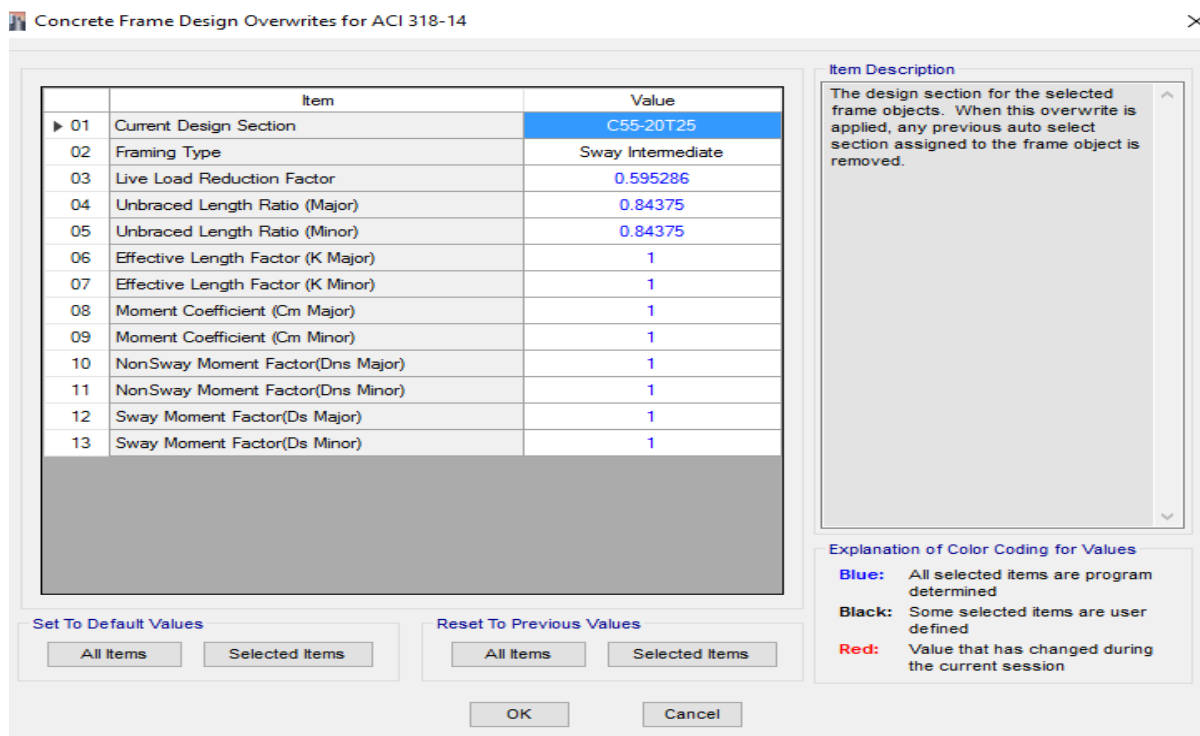 Concrete Frame Design Overwrites for ACI 318-14
Item Value
01 Current Design Section C55-20T25
02 Framing Type Sway Intermediate
03 Live Load Reduction Factor 0.595286
04 Unbraced Length Ratio (Major) 0.84375
05 Unbraced Length Ratio (Minor) 0.84375
06 Effective Length Factor (K Major) 1
07 Effective Length Factor (K Minor) 1
08 Moment Coefficient (Cm Major) 1
09 Moment Coefficient (Cm Minor) 1
10 NonSway Moment Factor(Dns Major) 1
11 NonSway Moment Factor(Dns Minor) 1
12 Sway Moment Factor(Ds Major) 1
13 Sway Moment Factor(Ds Minor) 1
Item Description
The design section for the selected
frame objects. When this overwrite is
applied, any previous auto select
section assigned to the frame object is
removed.
Explanation of Color Coding for Values
Blue: All selected items are program
determined
Black: Some selected items are user
defined
Red: Value that has changed during
the current session
Set To Default Values
All Items Selected Items
Reset To Previous Values
All Items Selected Items
OK Cancel